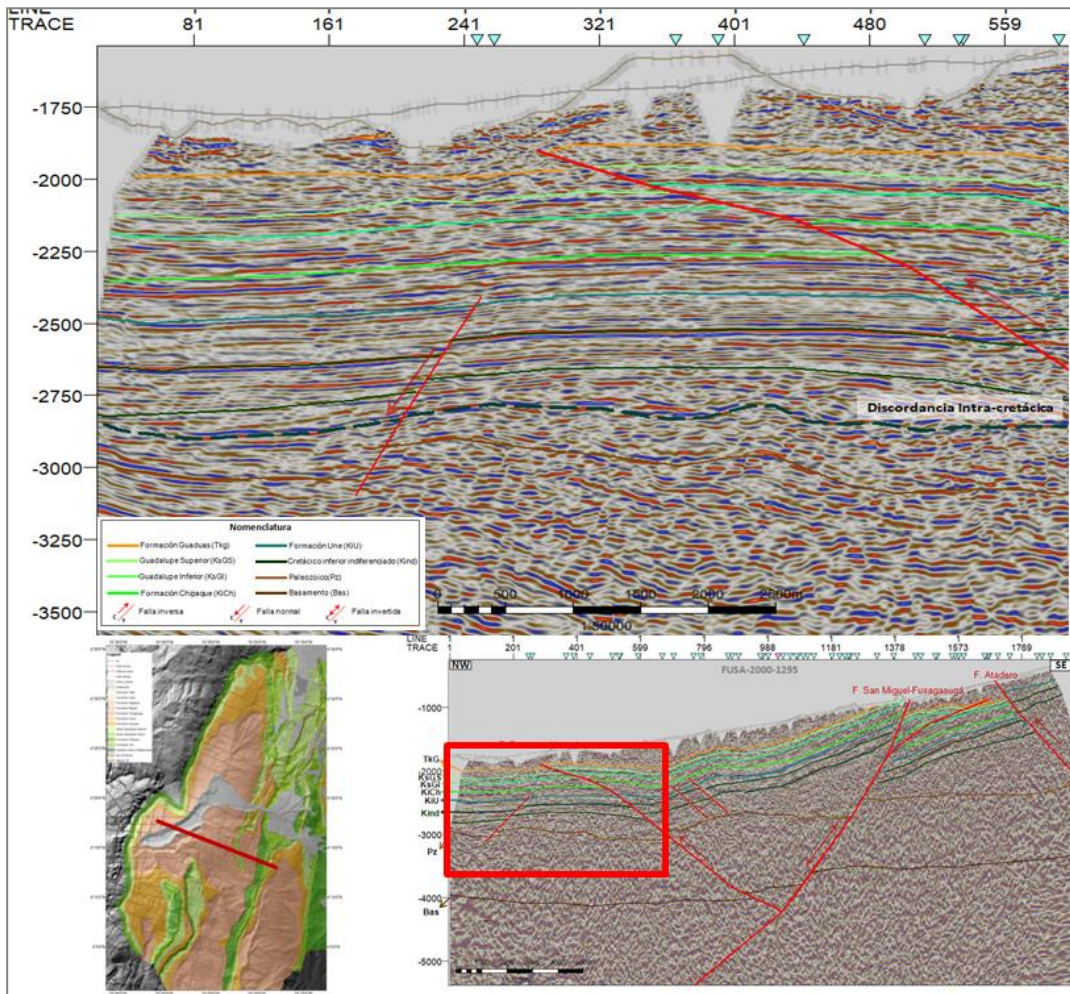 TRACE 81 161 241 321 401 480 559
-1750
-2000
-2250
-2500
-2750
Discordancia Intra-cretácica
-3000
-3250
-3500
Nomenclatura
Formación Guaduas (Tkg)
Formación Une (KiU)
Guadalupe Superior (KsGS)
Cretácico inferior indiferenciado (Kind)
Guadalupe Inferior (KsGI)
Paleozoico (Pz)
Formación Chipaque (KiCh)
Basamento (Bas)
Falla inversa
Falla normal
Falla invertida
0 500 1000 1500 2000 2500m
1:30000
LINE
TRACE 1 201 401 599 796 988 1181 1378 1573 1769
NW
FUSA-2000-1295
SE
F. Atadero
F. San Miguel-Fusagasugá
-1000
TkG
-2000
KsGS
KsGI
KiCh
KiU
Kind
-3000
Pz
-4000
Bas
-5000